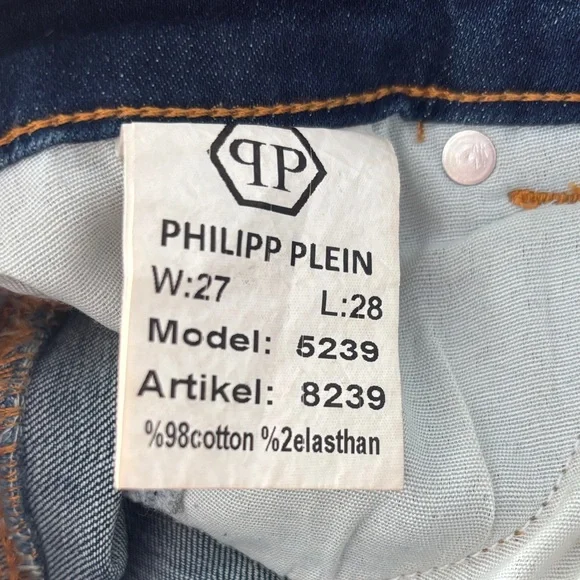 PP
PHILIPP PLEIN
W:27 L:28
Model: 5239
Artikel: 8239
%98cotton %2elasthan